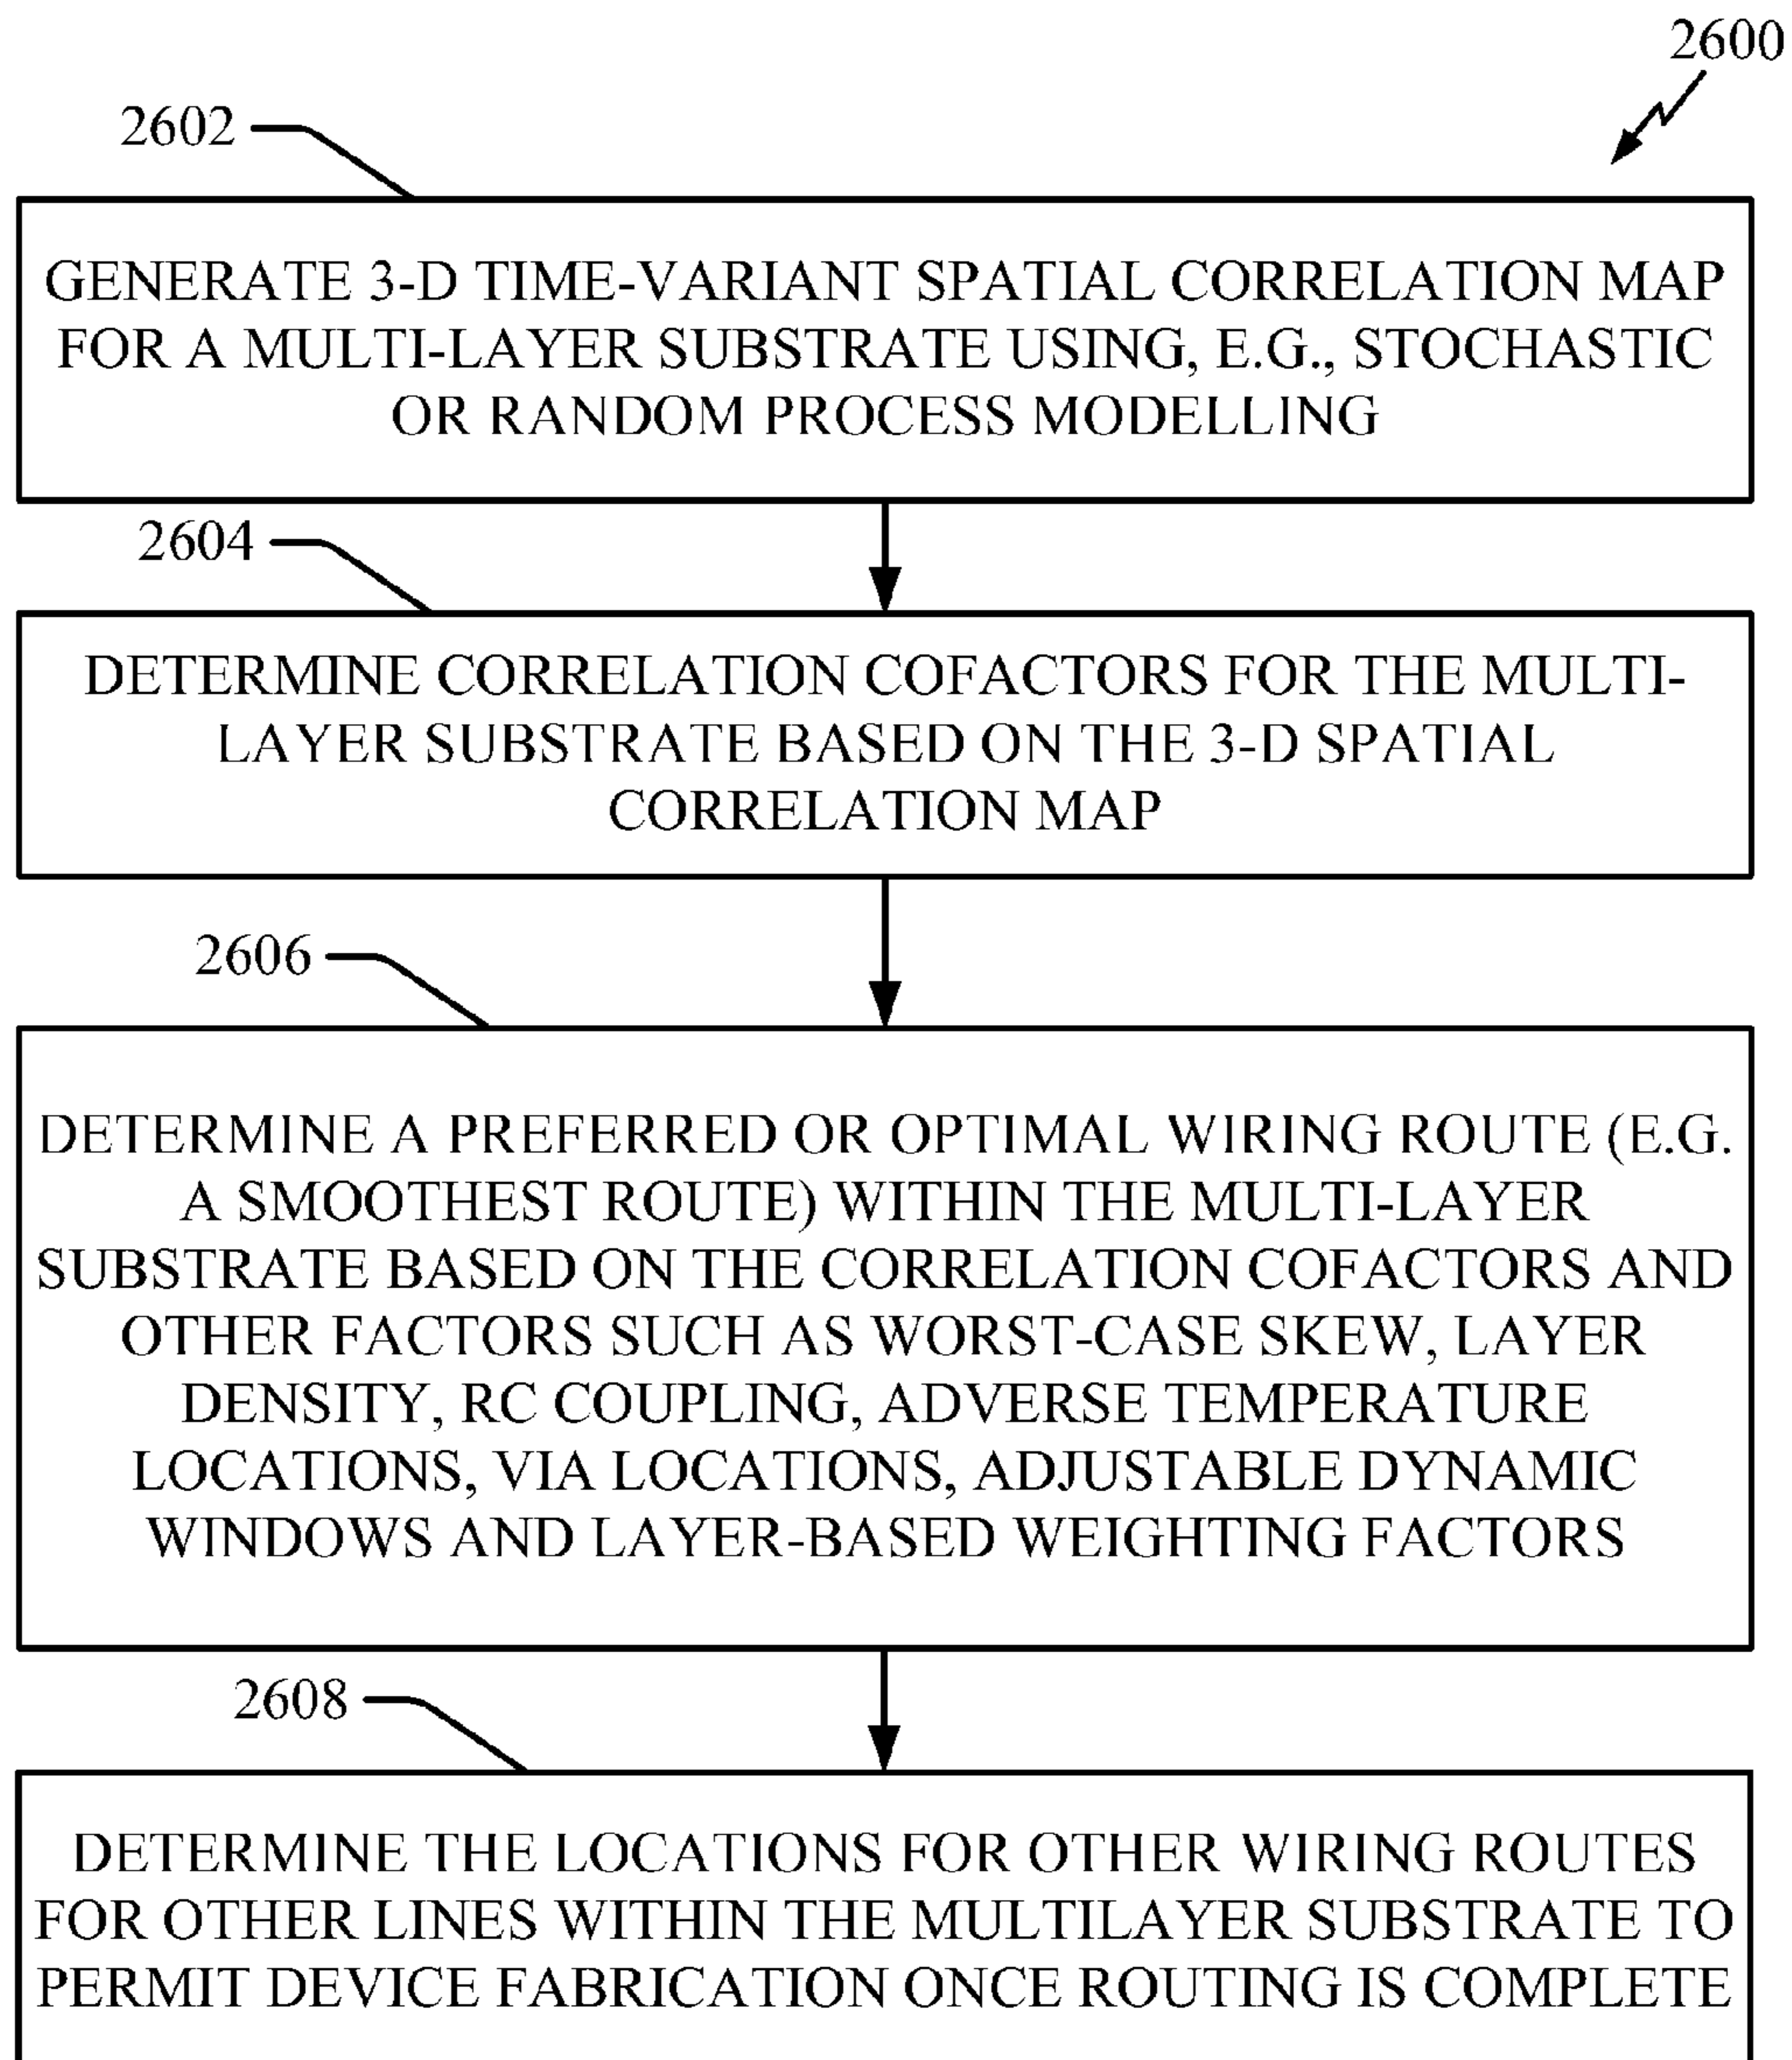 2600
2602
GENERATE 3-D TIME-VARIANT SPATIAL CORRELATION MAP
FOR A MULTI-LAYER SUBSTRATE USING, E.G., STOCHASTIC
OR RANDOM PROCESS MODELLING
2604
DETERMINE CORRELATION COFACTORS FOR THE MULTI-
LAYER SUBSTRATE BASED ON THE 3-D SPATIAL
CORRELATION MAP
2606
DETERMINE A PREFERRED OR OPTIMAL WIRING ROUTE (E.G.
A SMOOTHEST ROUTE) WITHIN THE MULTI-LAYER
SUBSTRATE BASED ON THE CORRELATION COFACTORS AND
OTHER FACTORS SUCH AS WORST-CASE SKEW, LAYER
DENSITY, RC COUPLING, ADVERSE TEMPERATURE
LOCATIONS, VIA LOCATIONS, ADJUSTABLE DYNAMIC
WINDOWS AND LAYER-BASED WEIGHTING FACTORS
2608
DETERMINE THE LOCATIONS FOR OTHER WIRING ROUTES
FOR OTHER LINES WITHIN THE MULTILAYER SUBSTRATE TO
PERMIT DEVICE FABRICATION ONCE ROUTING IS COMPLETE